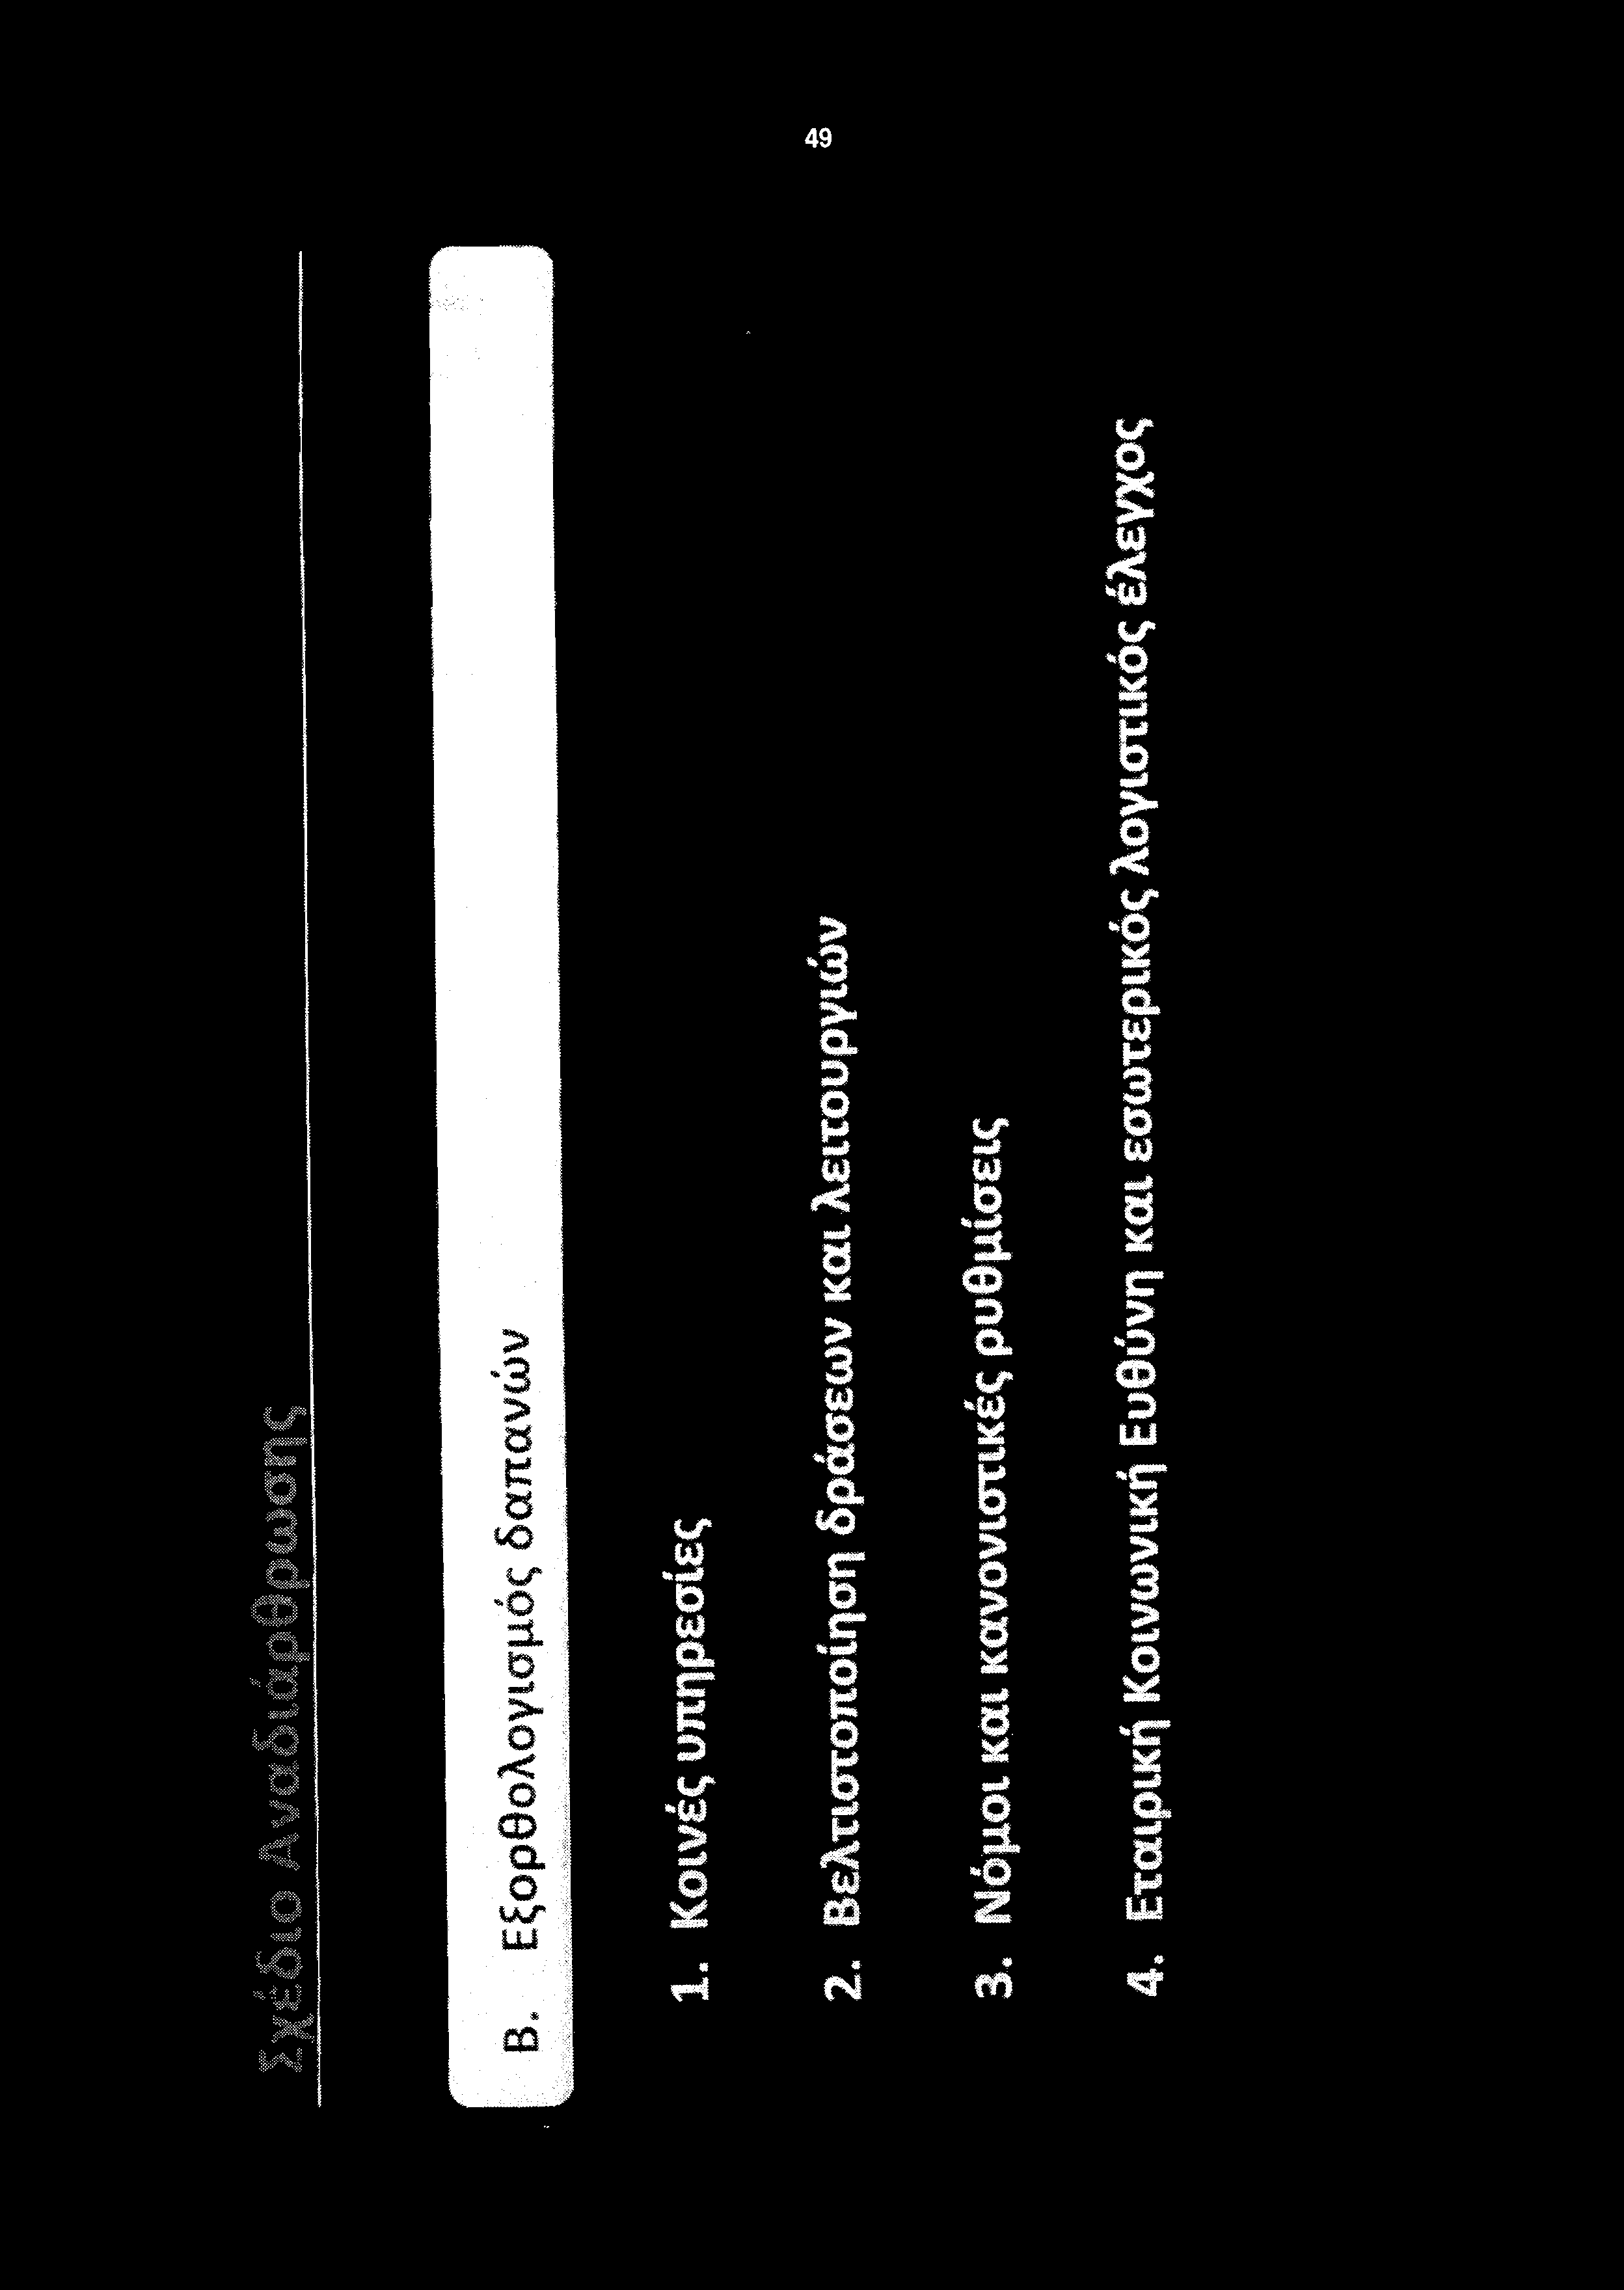 49
Σχέδιο Αναδιάρθρωσης
Β. Εξορθολογισμός δαπανών
1. Κοινές υπηρεσίες
2. Βελτιστοποίηση δράσεων και λειτουργιών
3. Νόμοι και κανονιστικές ρυθμίσεις
4. Εταιρική Κοινωνική Ευθύνη και εσωτερικός λογιστικός έλεγχος